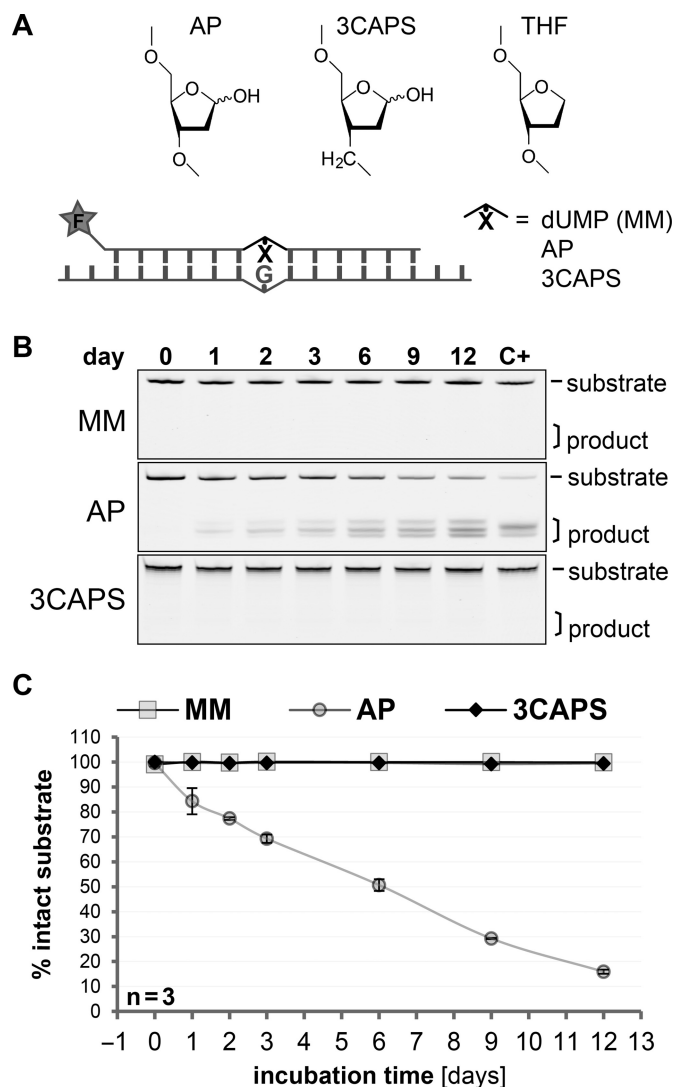 A
AP 3CAPS THF
O O O
O OH O OH O
O H₂C O
F
X
G
X = dUMP (MM)
AP
3CAPS
B
day 0 1 2 3 6 9 12 C+
MM
substrate
product
AP
substrate
product
3CAPS
substrate
product
C
MM AP 3CAPS
% intact substrate
110
100
90
80
70
60
50
40
30
20
10
0
n = 3
−1 0 1 2 3 4 5 6 7 8 9 10 11 12 13
incubation time [days]